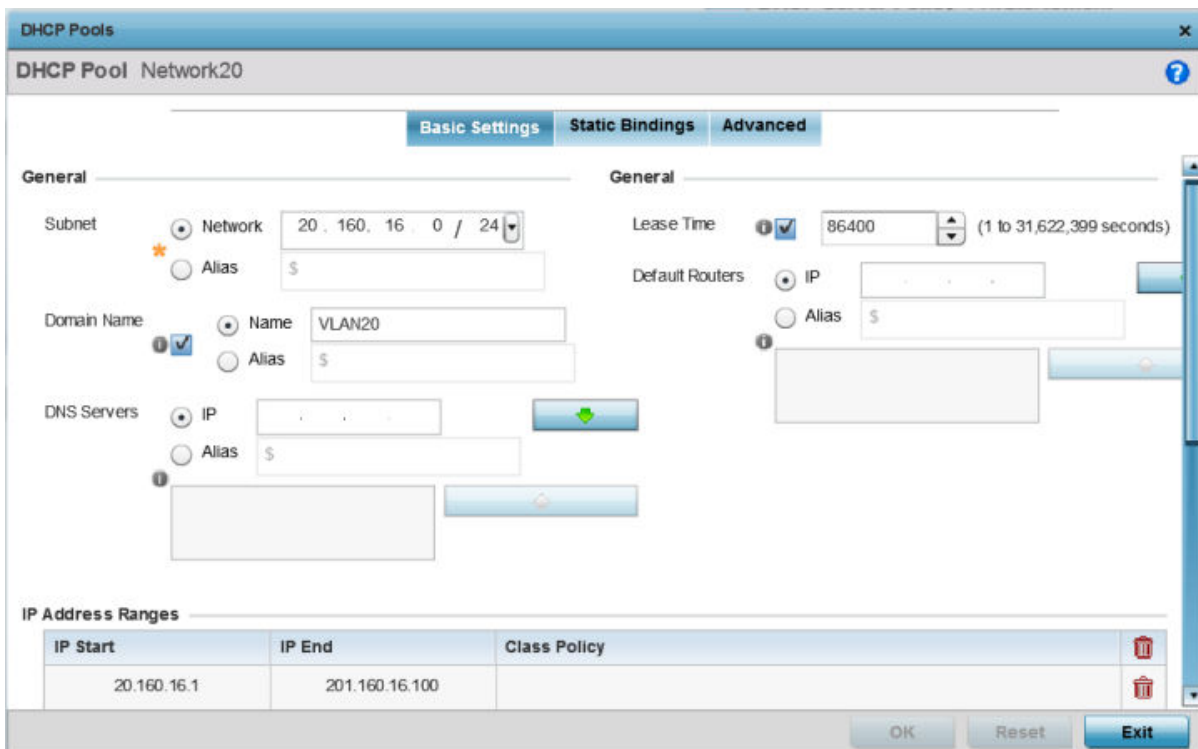 DHCP Pools
DHCP Pool Network20
Basic Settings Static Bindings Advanced
General
Subnet
Network 20 . 160. 16 . 0 / 24
Alias $
Domain Name
Name VLAN20
Alias $
DNS Servers
IP . . .
Alias $
General
Lease Time 86400 (1 to 31,622,399 seconds)
Default Routers
IP . . .
Alias $
IP Address Ranges
IP Start IP End Class Policy
20.160.16.1 201.160.16.100
OK Reset Exit